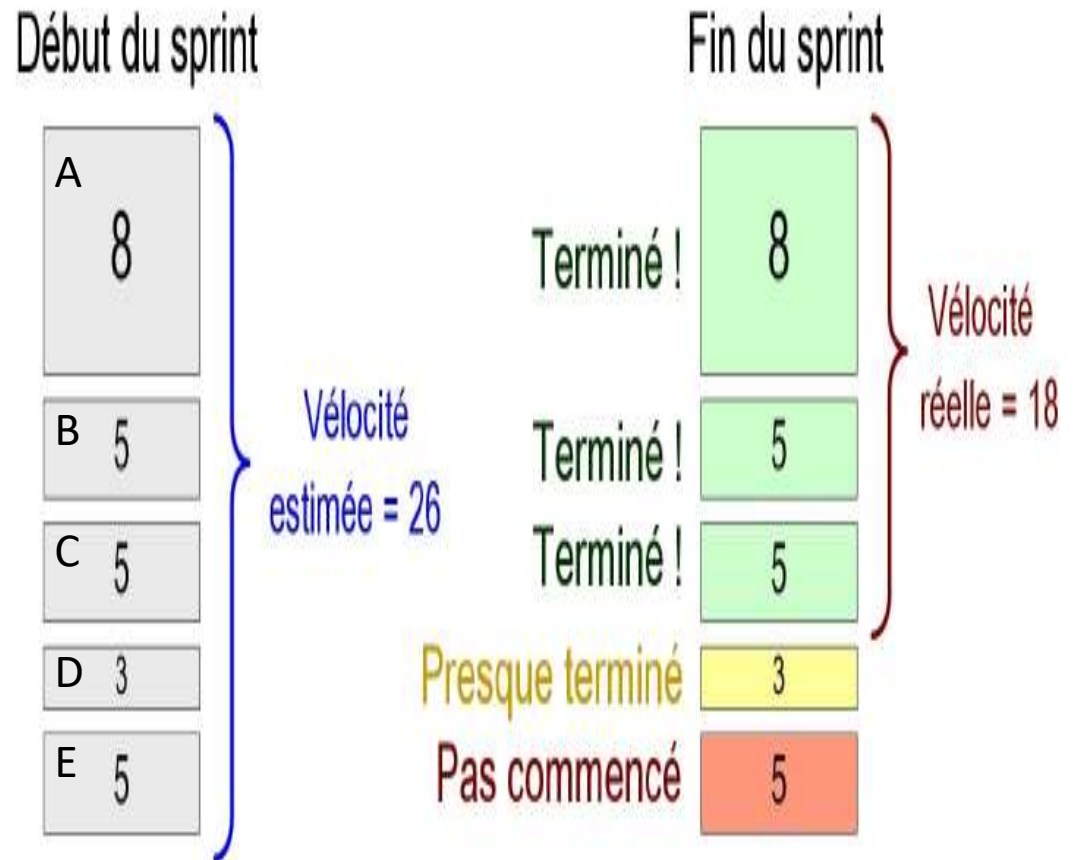 Début du sprint
A
8
B
5
C
5
D
3
E
5
Vélocité
estimée = 26
Fin du sprint
Terminé !
8
Terminé !
5
Terminé !
5
Presque terminé
3
Pas commencé
5
Vélocité
réelle = 18